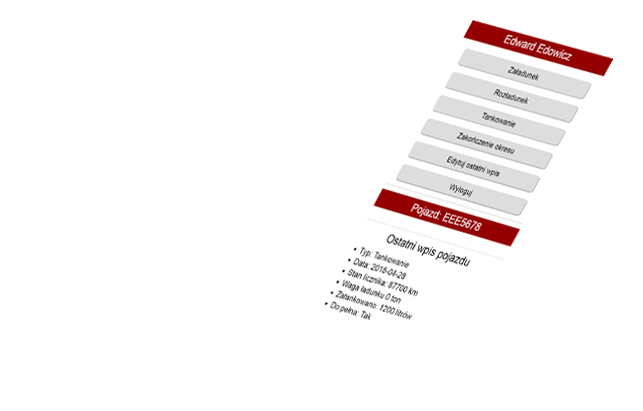 Edward Edowicz
Załadunek
Rozładunek
Tankowanie
Zakończenie okresu
Edytuj ostatni wpis
Wyloguj
Pojazd: EEE5678
Ostatni wpis pojazdu
• Typ: Tankowanie
• Data: 2018-04-28
• Stan licznika: 87700 km
• Waga ładunku 0 ton
• Zatankowano: 1200 litrów
• Do pełna: Tak